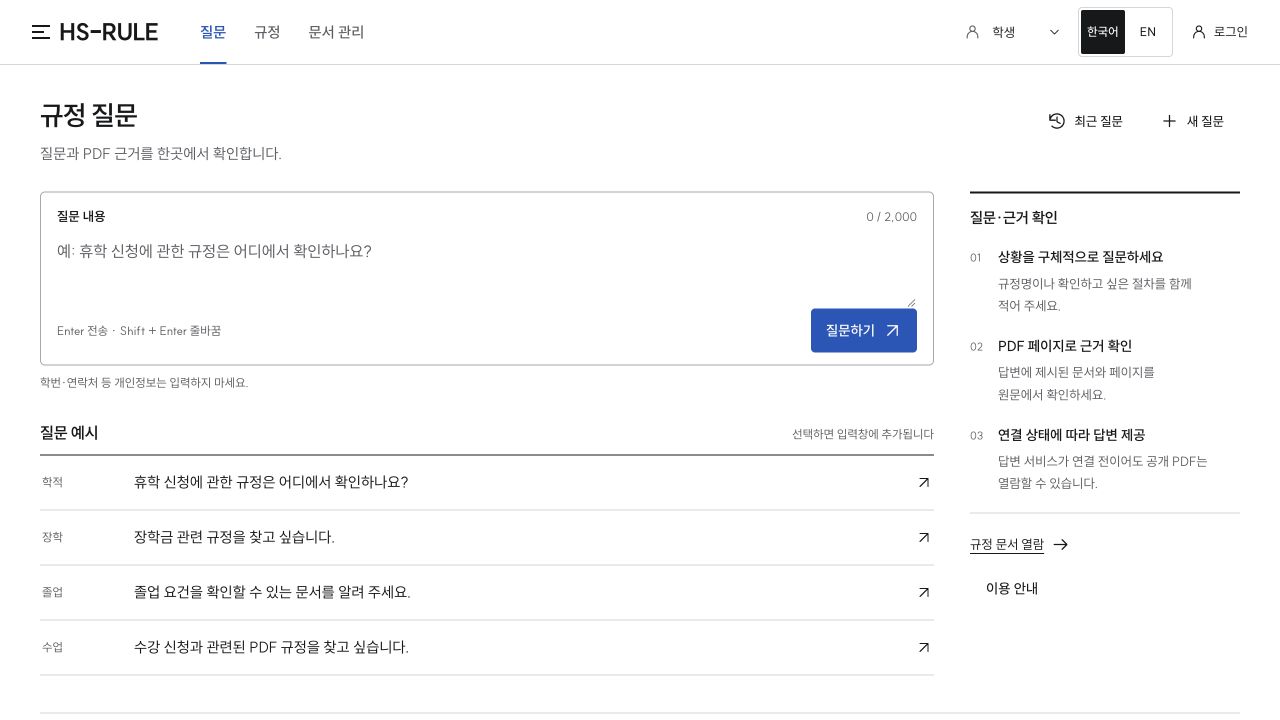 HS-RULE
질문
규정
문서 관리
학생
한국어
EN
로그인
규정 질문
질문과 PDF 근거를 한곳에서 확인합니다.
최근 질문
새 질문
질문 내용
0 / 2,000
예: 휴학 신청에 관한 규정은 어디에서 확인하나요?
Enter 전송 · Shift + Enter 줄바꿈
질문하기
학번·연락처 등 개인정보는 입력하지 마세요.
질문 예시
선택하면 입력창에 추가됩니다
학적
휴학 신청에 관한 규정은 어디에서 확인하나요?
장학
장학금 관련 규정을 찾고 싶습니다.
졸업
졸업 요건을 확인할 수 있는 문서를 알려 주세요.
수업
수강 신청과 관련된 PDF 규정을 찾고 싶습니다.
질문·근거 확인
01
상황을 구체적으로 질문하세요
규정명이나 확인하고 싶은 절차를 함께
적어 주세요.
02
PDF 페이지로 근거 확인
답변에 제시된 문서와 페이지를
원문에서 확인하세요.
03
연결 상태에 따라 답변 제공
답변 서비스가 연결 전이어도 공개 PDF는
열람할 수 있습니다.
규정 문서 열람
이용 안내